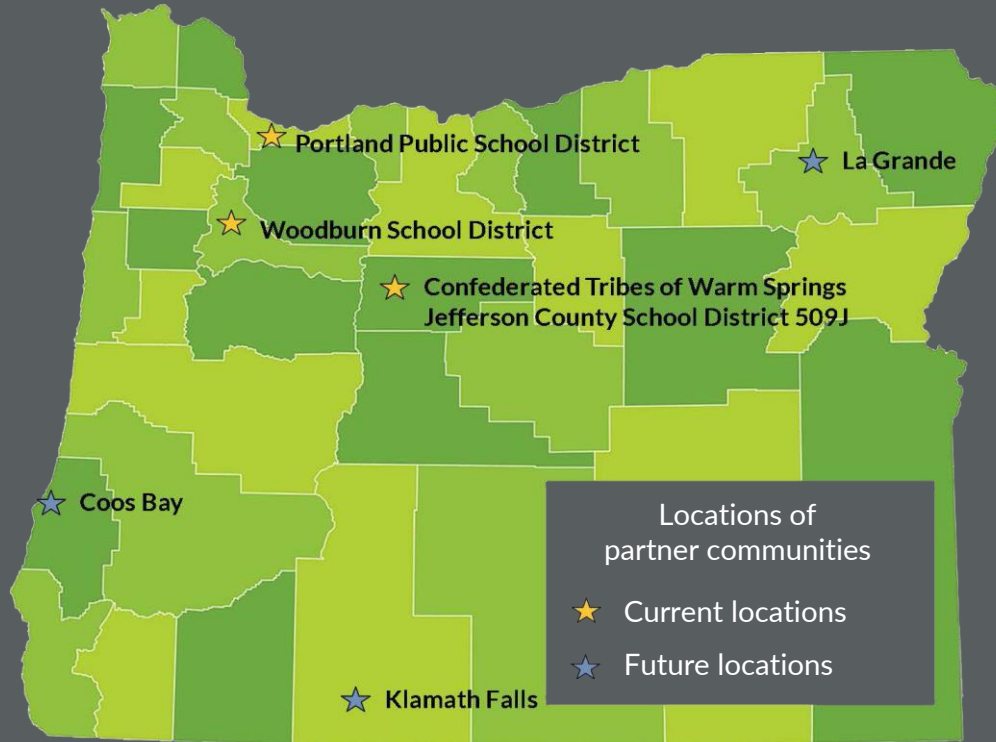 Portland Public School District
La Grande
Woodburn School District
Confederated Tribes of Warm Springs
Jefferson County School District 509J
Coos Bay
Locations of
partner communities
Current locations
Future locations
Klamath Falls